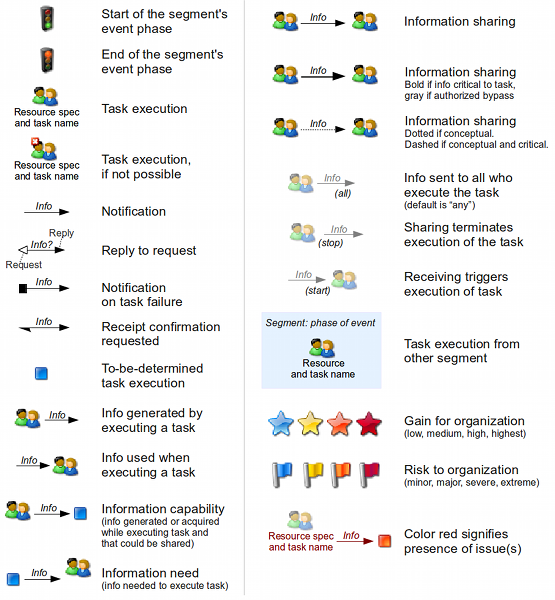 Start of the segment's
event phase
End of the segment's
event phase
Resource spec
and task name
Task execution
Resource spec
and task name
Task execution,
if not possible
Info
Notification
Reply
Info?
Request
Reply to request
Info
Notification
on task failure
Info
Receipt confirmation
requested
To-be-determined
task execution
Info
Info generated by
executing a task
Info
Info used when
executing a task
Info
Information capability
(info generated or acquired
while executing task and
that could be shared)
Info
Information need
(info needed to execute task)
Info
Information sharing
Info
Information sharing
Bold if info critical to task,
gray if authorized bypass
Info
Information sharing
Dotted if conceptual.
Dashed if conceptual and critical.
Info
(all)
Info sent to all who
execute the task
(default is “any”)
Info
(stop)
Sharing terminates
execution of the task
Info
(start)
Receiving triggers
execution of task
Segment: phase of event
Resource
and task name
Task execution from
other segment
Gain for organization
(low, medium, high, highest)
Risk to organization
(minor, major, severe, extreme)
Resource spec
and task name
Info
Color red signifies
presence of issue(s)